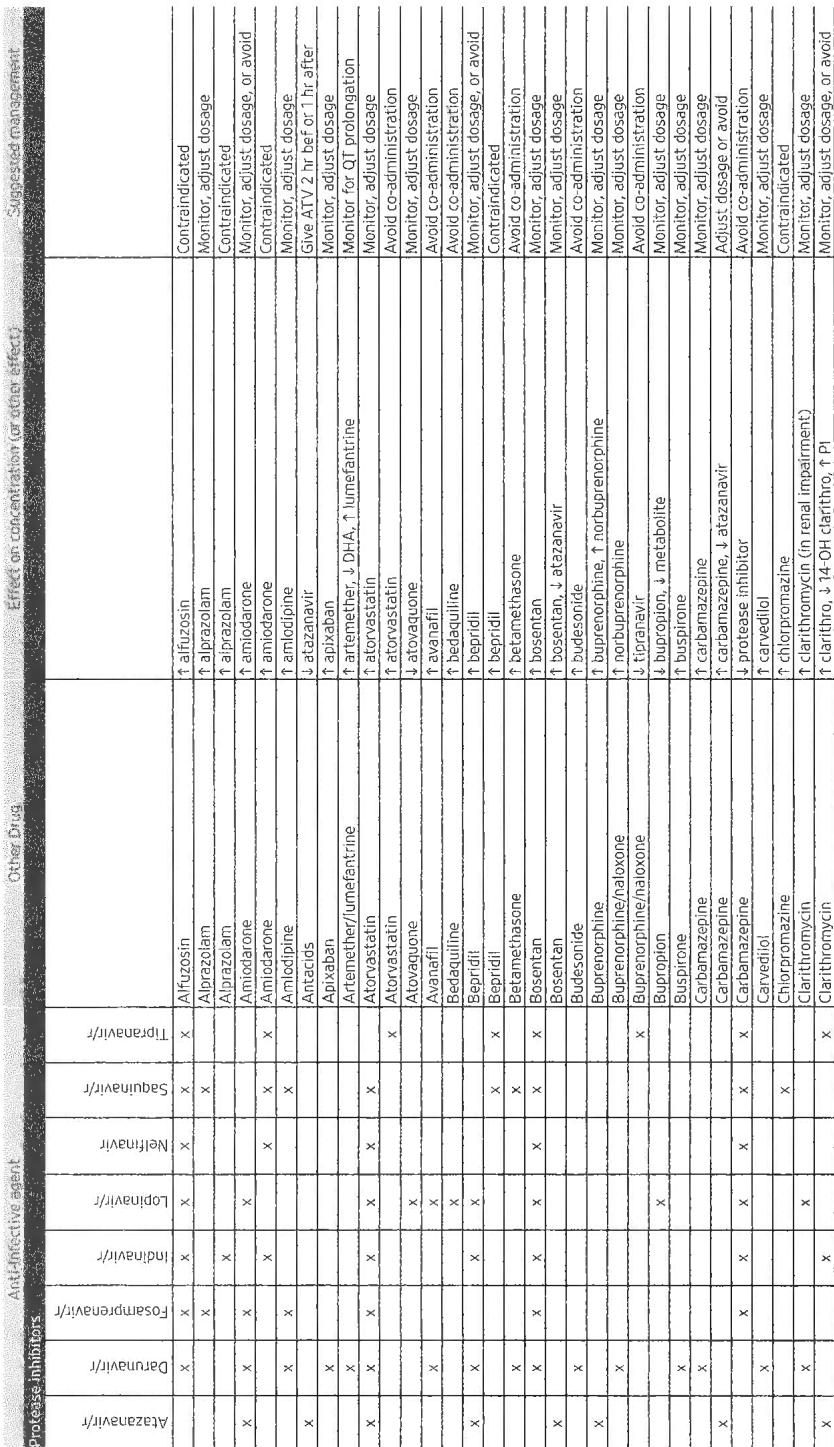 Anti-infective agent Other Drug Effect on concentration (or other effect) Suggested management
Protease inhibitors
Atazanavir/r Darunavir/r Fosamprenavir/r Indinavir/r Lopinavir/r Nelfinavir Saquinavir/r Tipranavir/r
x x x x x x x Alfuzosin ↑ alfuzosin Contraindicated
x x Alprazolam ↑ alprazolam Monitor, adjust dosage
x Alprazolam ↑ alprazolam Contraindicated
x x x x Amiodarone ↑ amiodarone Monitor, adjust dosage, or avoid
x x x x Amiodarone ↑ amiodarone Contraindicated
x x x Amlodipine ↑ amlodipine Monitor, adjust dosage
x Antacids ↓ atazanavir Give ATV 2 hr bef or 1 hr after
x Apixaban ↑ apixaban Monitor, adjust dosage
x Artemether/lumefantrine ↑ artemether, ↓ DHA, ↑ lumefantrine Monitor for QT prolongation
x x x x x x x Atorvastatin ↑ atorvastatin Monitor, adjust dosage
x Atorvastatin ↑ atorvastatin Avoid co-administration
x Atovaquone ↓ atovaquone Monitor, adjust dosage
x x Avanafil ↑ avanafil Avoid co-administration
x Bedaquiline ↑ bedaquiline Avoid co-administration
x x x x Bepridil ↑ bepridil Monitor, adjust dosage, or avoid
x x Bepridil ↑ bepridil Contraindicated
x x Betamethasone ↑ betamethasone Avoid co-administration
x x x x x x x Bosentan ↑ bosentan Monitor, adjust dosage
x Bosentan ↑ bosentan, ↓ atazanavir Monitor, adjust dosage
x Budesonide ↑ budesonide Avoid co-administration
x Buprenorphine ↑ buprenorphine, ↑ norbuprenorphine Monitor, adjust dosage
x Buprenorphine/naloxone ↑ norbuprenorphine Monitor, adjust dosage
x Buprenorphine/naloxone ↓ tipranavir Avoid co-administration
x Bupropion ↓ bupropion, ↓ metabolite Monitor, adjust dosage
x Buspirone ↑ buspirone Monitor, adjust dosage
x Carbamazepine ↑ carbamazepine Monitor, adjust dosage
x Carbamazepine ↑ carbamazepine, ↓ atazanavir Adjust dosage or avoid
x x x x x x Carbamazepine ↓ protease inhibitor Avoid co-administration
x Carvedilol ↑ carvedilol Monitor, adjust dosage
x Chlorpromazine ↑ chlorpromazine Contraindicated
x x Clarithromycin ↑ clarithromycin (in renal impairment) Monitor, adjust dosage
x x x Clarithromycin ↑ clarithro, ↓ 14-OH clarithro, ↑ PI Monitor, adjust dosage, or avoid